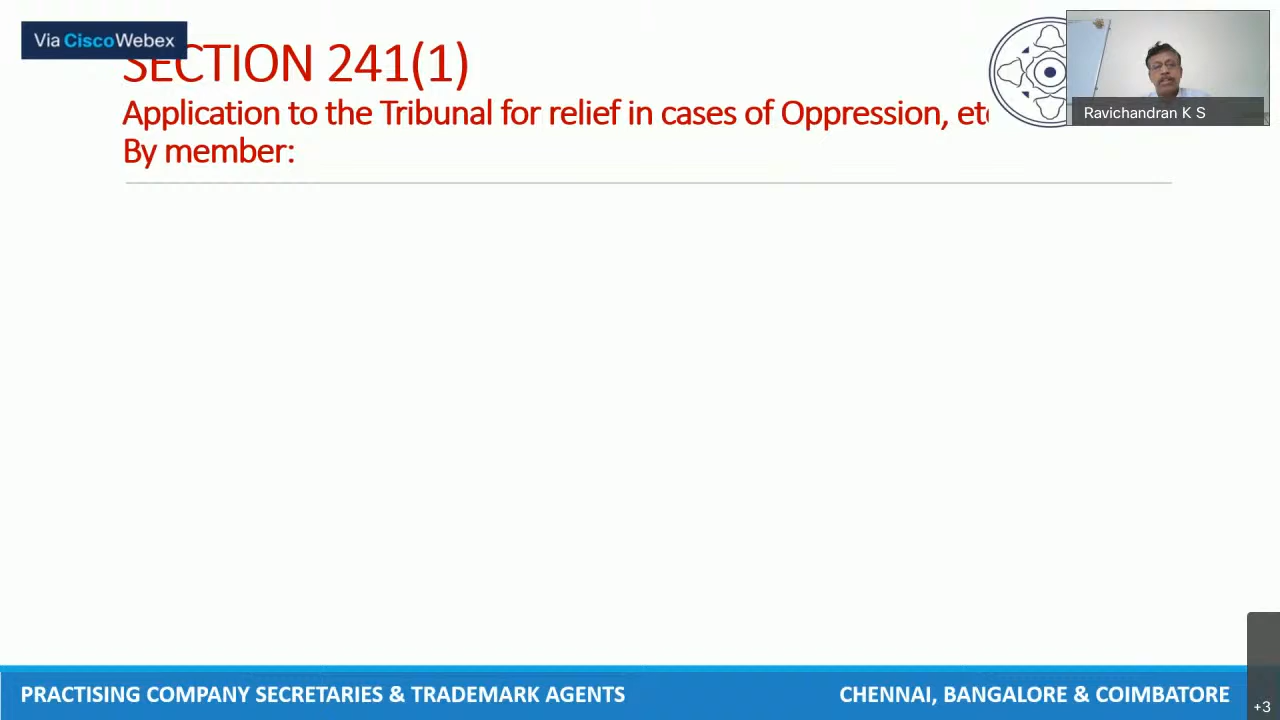 Via CiscoWebex
SECTION 241(1)
Application to the Tribunal for relief in cases of Oppression, etc
By member:
Ravichandran K S
PRACTISING COMPANY SECRETARIES & TRADEMARK AGENTS
CHENNAI, BANGALORE & COIMBATORE
+3